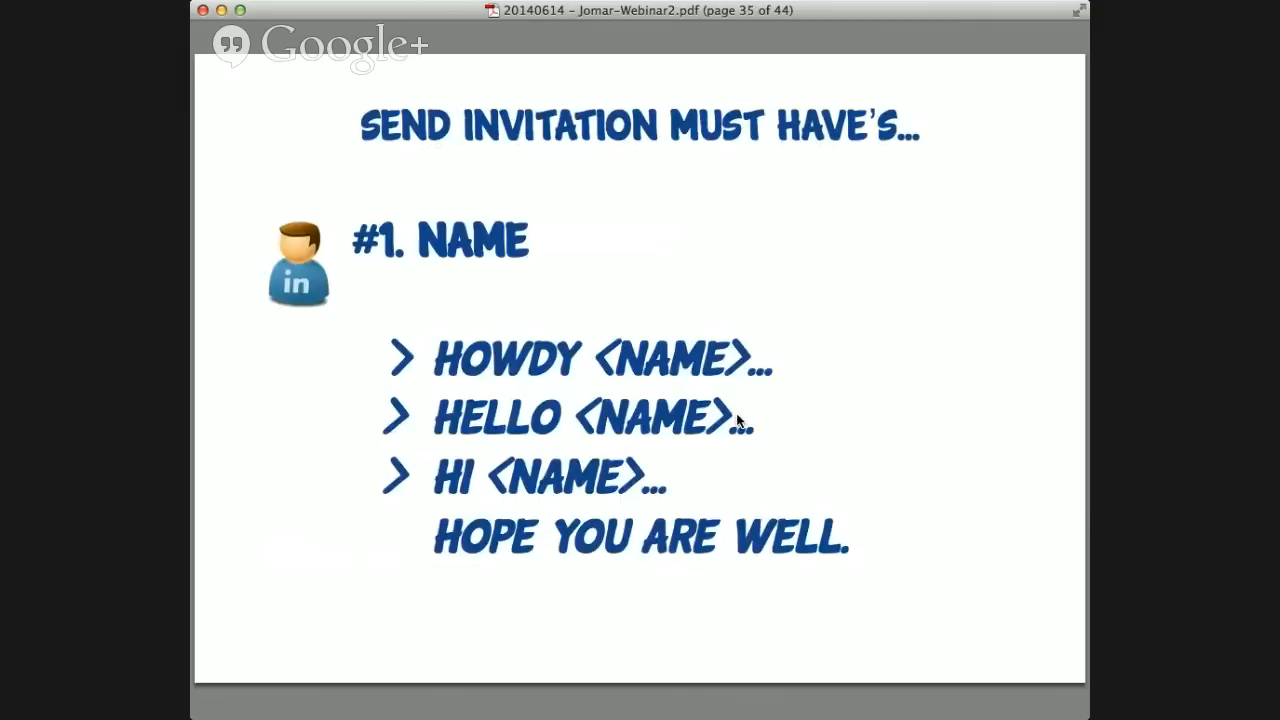 20140614 - Jomar-Webinar2.pdf (page 35 of 44)
Google+
SEND INVITATION MUST HAVE'S...
#1. NAME
in
> HOWDY <NAME>...
> HELLO <NAME>...
> HI <NAME>...
HOPE YOU ARE WELL.